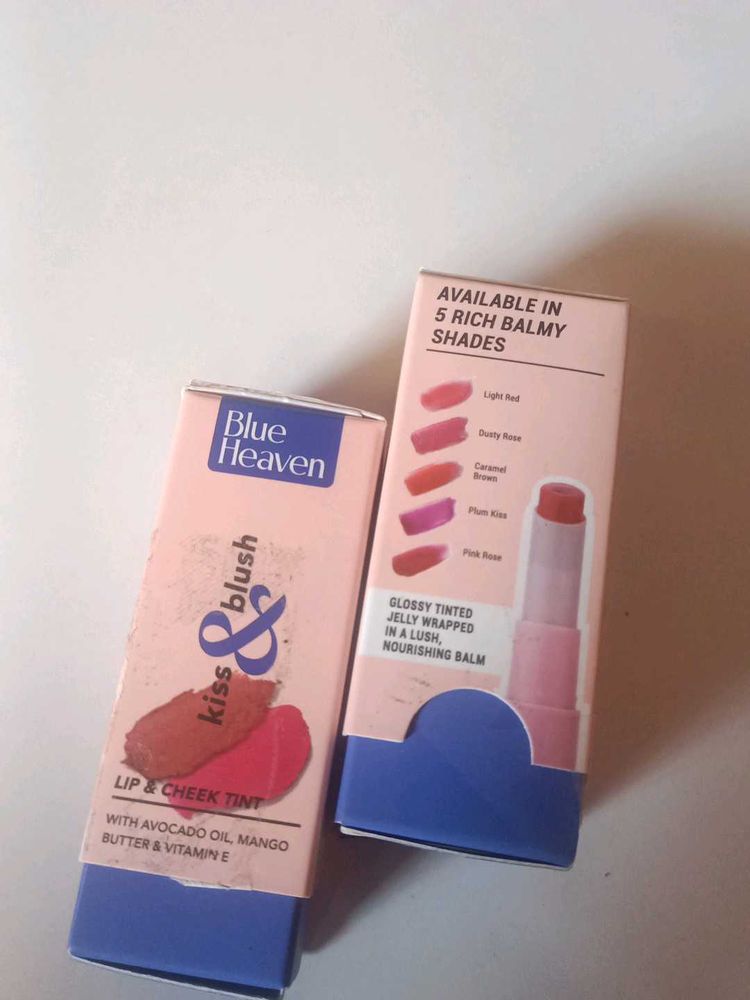 Blue
Heaven
kiss & blush
LIP & CHEEK TINT
WITH AVOCADO OIL, MANGO
BUTTER & VITAMIN E
AVAILABLE IN
5 RICH BALMY
SHADES
Light Red
Dusty Rose
Caramel
Brown
Plum Kiss
Pink Rose
GLOSSY TINTED
JELLY WRAPPED
IN A LUSH,
NOURISHING BALM